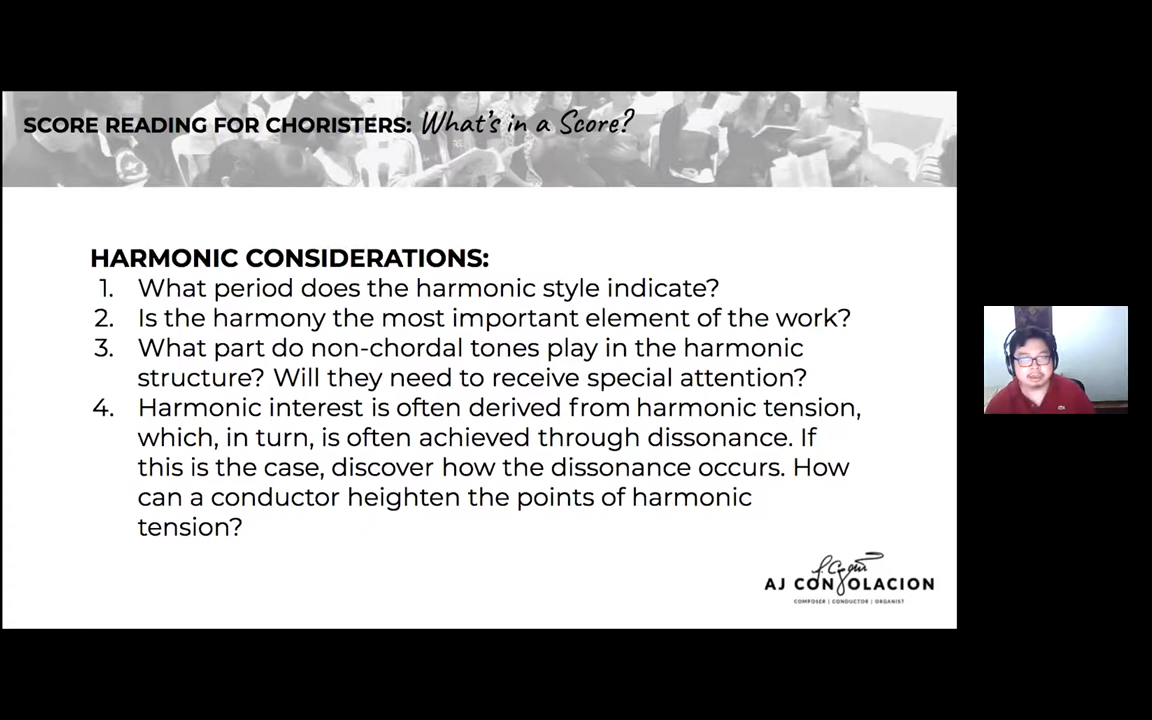 SCORE READING FOR CHORISTERS: What's in a Score?
HARMONIC CONSIDERATIONS:
1. What period does the harmonic style indicate?
2. Is the harmony the most important element of the work?
3. What part do non-chordal tones play in the harmonic
structure? Will they need to receive special attention?
4. Harmonic interest is often derived from harmonic tension,
which, in turn, is often achieved through dissonance. If
this is the case, discover how the dissonance occurs. How
can a conductor heighten the points of harmonic
tension?
AJ CONSOLACION
COMPOSER | CONDUCTOR | ORGANIST